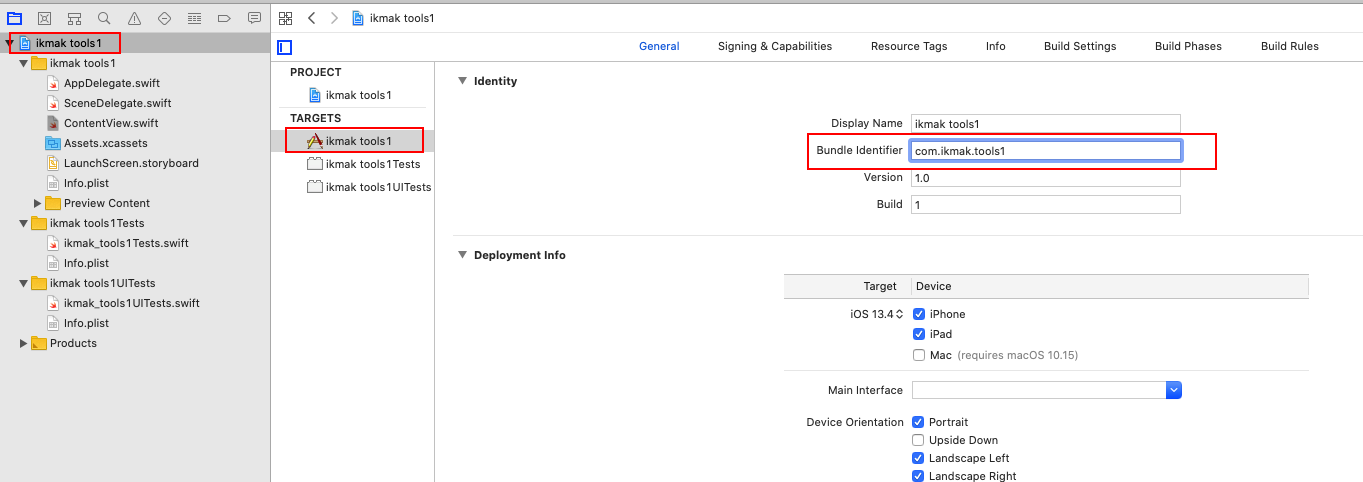 ikmak tools1
General Signing & Capabilities Resource Tags Info Build Settings Build Phases Build Rules
ikmak tools1
ikmak tools1
AppDelegate.swift
SceneDelegate.swift
ContentView.swift
Assets.xcassets
LaunchScreen.storyboard
Info.plist
Preview Content
ikmak tools1Tests
ikmak_tools1Tests.swift
Info.plist
ikmak tools1UITests
ikmak_tools1UITests.swift
Info.plist
Products
PROJECT
ikmak tools1
TARGETS
ikmak tools1
ikmak tools1Tests
ikmak tools1UITests
Identity
Display Name ikmak tools1
Bundle Identifier com.ikmak.tools1
Version 1.0
Build 1
Deployment Info
Target Device
iOS 13.4 iPhone
iPad
Mac (requires macOS 10.15)
Main Interface
Device Orientation Portrait
Upside Down
Landscape Left
Landscape Right